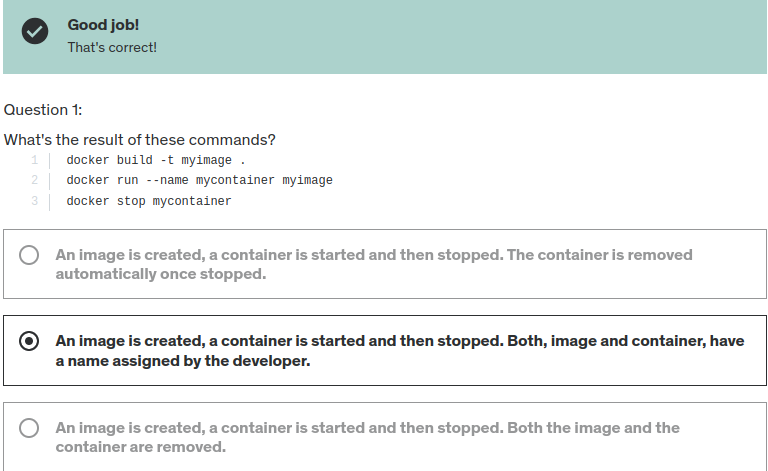 Good job!
That's correct!
Question 1:
What's the result of these commands?
1 docker build -t myimage .
2 docker run --name mycontainer myimage
3 docker stop mycontainer
An image is created, a container is started and then stopped. The container is removed
automatically once stopped.
An image is created, a container is started and then stopped. Both, image and container, have
a name assigned by the developer.
An image is created, a container is started and then stopped. Both the image and the
container are removed.